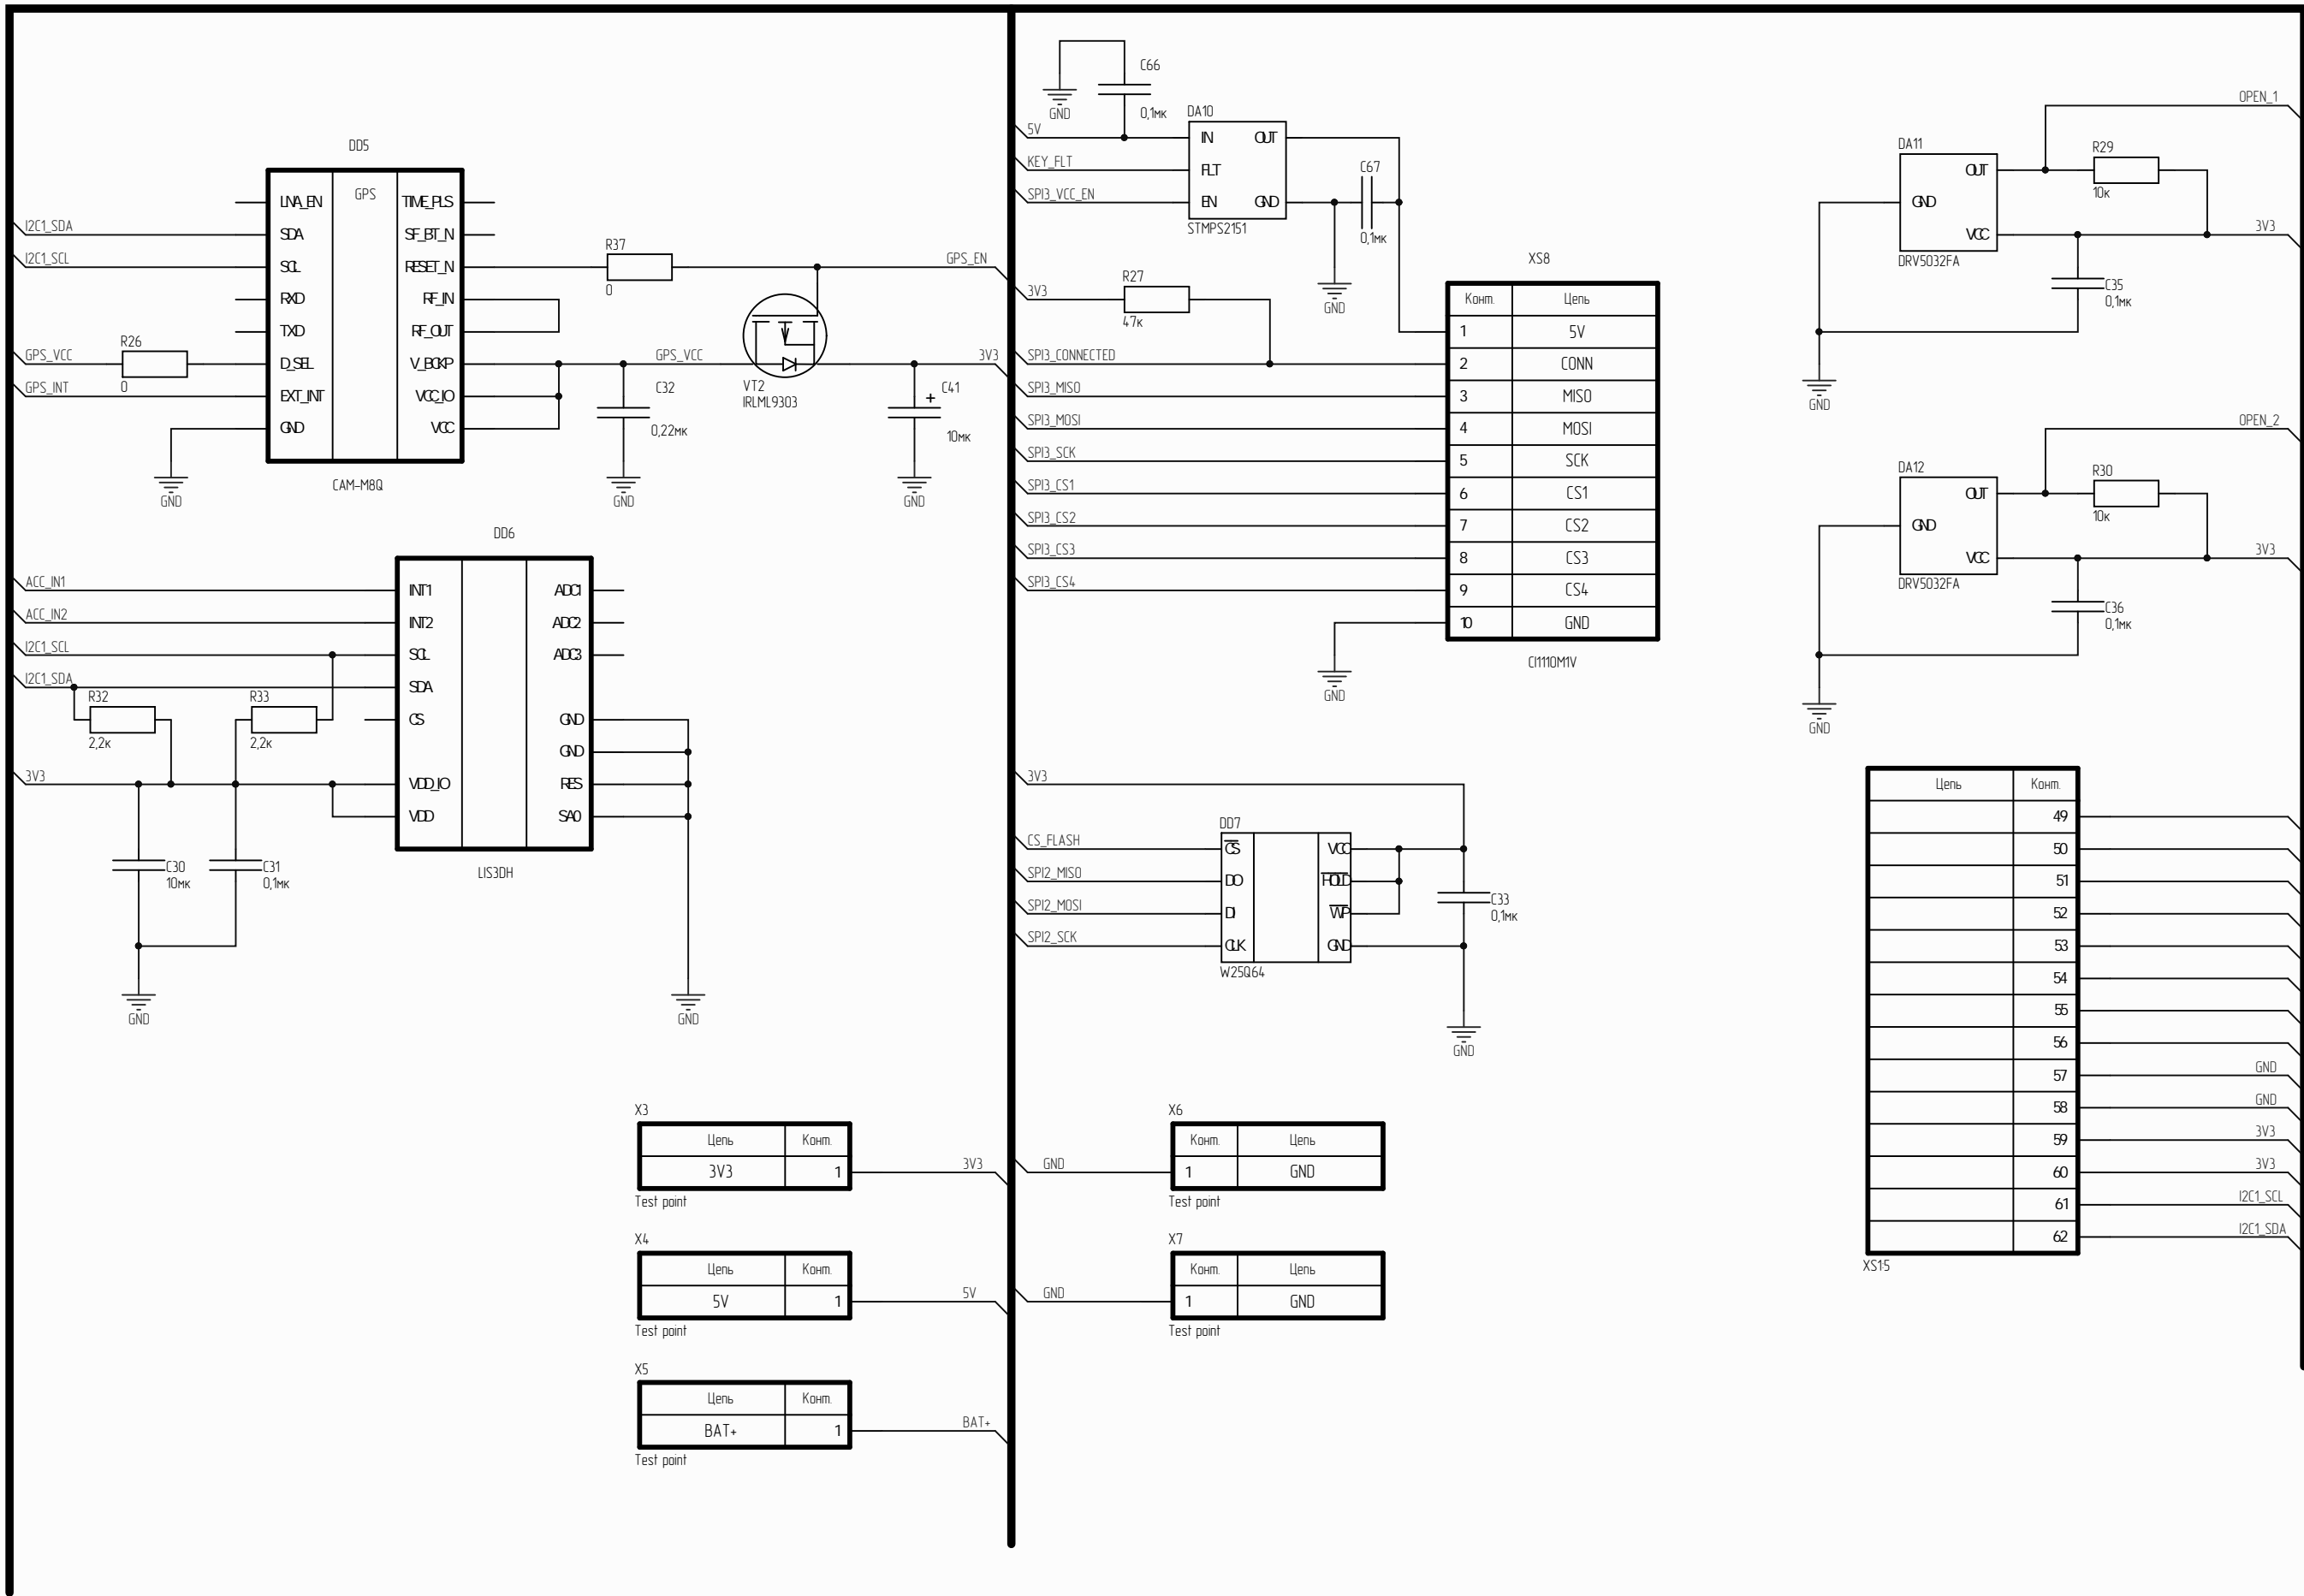 DD5
GPS
LNA_EN
SDA
SCL
RXD
TXD
D_SEL
EXT_INT
GND
TIME_PLS
SF_BT_N
RESET_N
RF_IN
RF_OUT
V_BCKP
VCC_IO
VCC
CAM-M8Q
I2C1_SDA
I2C1_SCL
GPS_VCC
R26
0
GPS_INT
GND
R37
0
GPS_EN
GPS_VCC
3V3
VT2
IRLML9303
C32
0,22мк
GND
+
C41
10мк
GND
DD6
INT1
INT2
SCL
SDA
CS
VDD_IO
VDD
ADC1
ADC2
ADC3
GND
GND
RES
SA0
LIS3DH
ACC_IN1
ACC_IN2
I2C1_SCL
I2C1_SDA
R32
2,2к
R33
2,2к
3V3
C30
10мк
C31
0,1мк
GND
GND
X3
Цепь Конт.
3V3 1
Test point
3V3
X4
Цепь Конт.
5V 1
Test point
5V
X5
Цепь Конт.
BAT+ 1
Test point
BAT+
C66
0,1мк
GND
DA10
IN OUT
FLT
EN GND
STMPS2151
5V
KEY_FLT
SPI3_VCC_EN
C67
0,1мк
GND
3V3
R27
47к
SPI3_CONNECTED
SPI3_MISO
SPI3_MOSI
SPI3_SCK
SPI3_CS1
SPI3_CS2
SPI3_CS3
SPI3_CS4
GND
XS8
Конт. Цепь
1 5V
2 CONN
3 MISO
4 MOSI
5 SCK
6 CS1
7 CS2
8 CS3
9 CS4
10 GND
CI1110M1V
3V3
CS_FLASH
SPI2_MISO
SPI2_MOSI
SPI2_SCK
DD7
CS VCC
DO HOLD
DI WP
CLK GND
W25Q64
C33
0,1мк
GND
X6
Конт. Цепь
1 GND
Test point
GND
X7
Конт. Цепь
1 GND
Test point
GND
OPEN_1
DA11
OUT
GND
VCC
DRV5032FA
R29
10к
3V3
C35
0,1мк
GND
OPEN_2
DA12
OUT
GND
VCC
DRV5032FA
R30
10к
3V3
C36
0,1мк
GND
Цепь Конт.
49
50
51
52
53
54
55
56
57 GND
58 GND
59 3V3
60 3V3
61 I2C1_SCL
62 I2C1_SDA
XS15